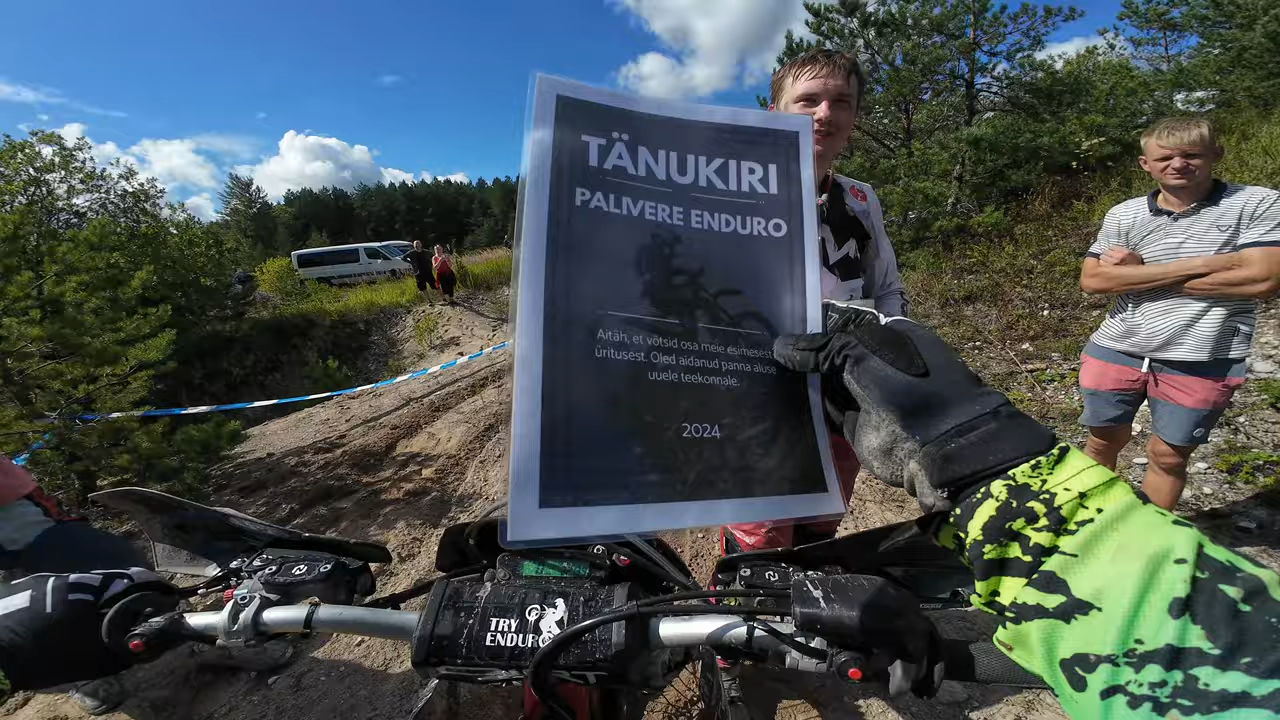 TÄNUKIRI
PALIVERE ENDURO
Aitäh, et võtsid osa meie esimesest
üritusest. Oled aidanud panna aluse
uuele teekonnale.
2024
TRY
ENDURO